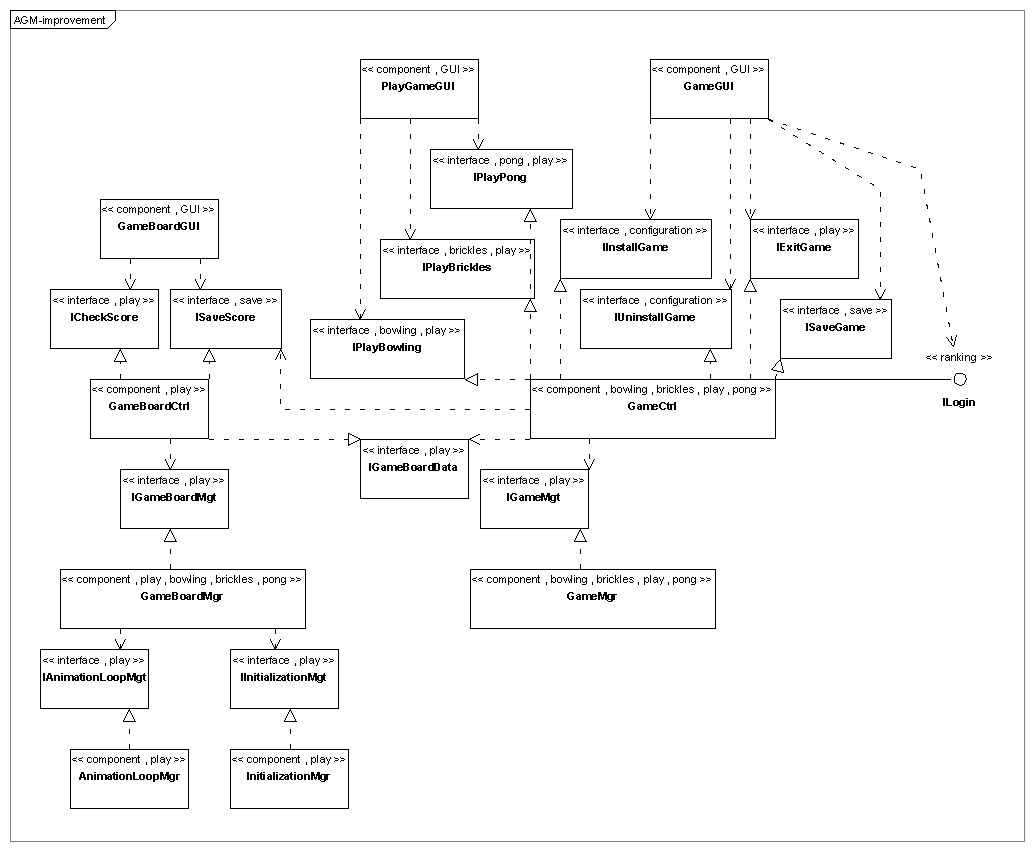 AGM-improvement
<< component , GUI >>
PlayGameGUI
<< component , GUI >>
GameGUI
<< interface , pong , play >>
IPlayPong
<< component , GUI >>
GameBoardGUI
<< interface , brickles , play >>
IPlayBrickles
<< interface , configuration >>
IInstallGame
<< interface , play >>
IExitGame
<< interface , play >>
ICheckScore
<< interface , save >>
ISaveScore
<< interface , bowling , play >>
IPlayBowling
<< interface , configuration >>
IUninstallGame
<< interface , save >>
ISaveGame
<< ranking >>
ILogin
<< component , play >>
GameBoardCtrl
<< component , bowling , brickles , play , pong >>
GameCtrl
<< interface , play >>
IGameBoardData
<< interface , play >>
IGameBoardMgt
<< interface , play >>
IGameMgt
<< component , play , bowling , brickles , pong >>
GameBoardMgr
<< component , bowling , brickles , play , pong >>
GameMgr
<< interface , play >>
IAnimationLoopMgt
<< interface , play >>
IInitializationMgt
<< component , play >>
AnimationLoopMgr
<< component , play >>
InitializationMgr